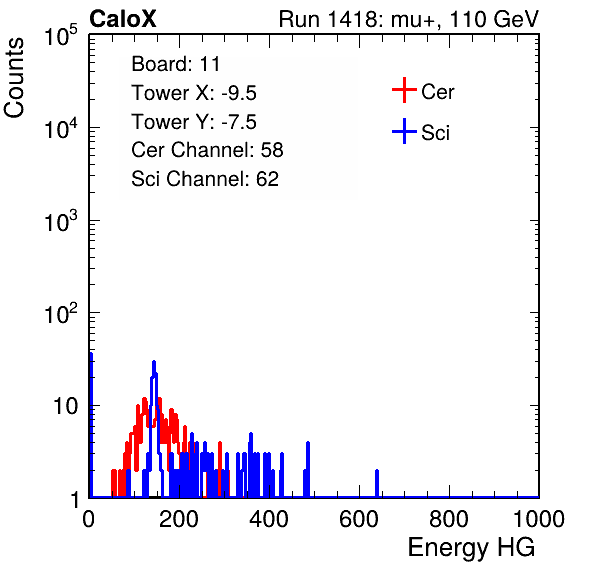 CaloX Run 1418: mu+, 110 GeV
Counts
10^5
10^4
10^3
10^2
10
1
Board: 11
Tower X: -9.5
Tower Y: -7.5
Cer Channel: 58
Sci Channel: 62
Cer
Sci
0 200 400 600 800 1000
Energy HG